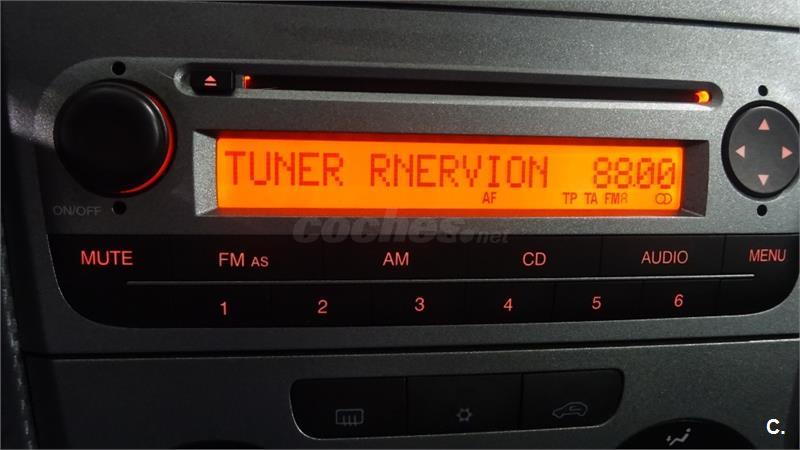 TUNER RNERVION 88.00
AF TP TA FM
ON/OFF
coches.net
MUTE FM AS AM CD AUDIO MENU
1 2 3 4 5 6
C.